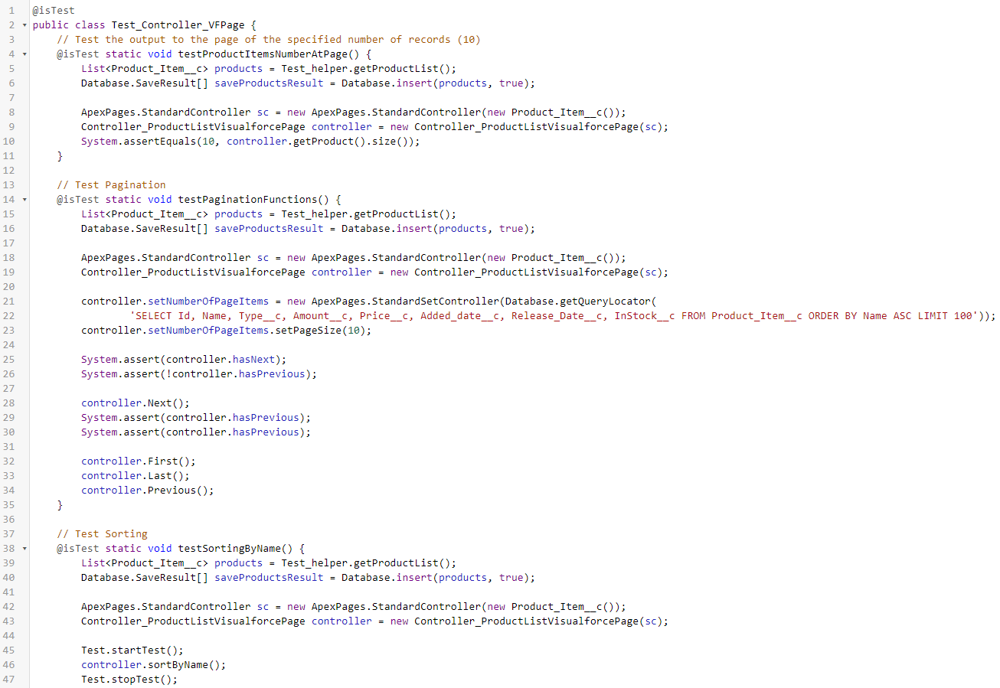 1 @isTest
2 public class Test_Controller_VFPage {
3 // Test the output to the page of the specified number of records (10)
4 @isTest static void testProductItemsNumberAtPage() {
5 List<Product_Item__c> products = Test_helper.getProductList();
6 Database.SaveResult[] saveProductsResult = Database.insert(products, true);
7
8 ApexPages.StandardController sc = new ApexPages.StandardController(new Product_Item__c());
9 Controller_ProductListVisualforcePage controller = new Controller_ProductListVisualforcePage(sc);
10 System.assertEquals(10, controller.getProduct().size());
11 }
12
13 // Test Pagination
14 @isTest static void testPaginationFunctions() {
15 List<Product_Item__c> products = Test_helper.getProductList();
16 Database.SaveResult[] saveProductsResult = Database.insert(products, true);
17
18 ApexPages.StandardController sc = new ApexPages.StandardController(new Product_Item__c());
19 Controller_ProductListVisualforcePage controller = new Controller_ProductListVisualforcePage(sc);
20
21 controller.setNumberOfPageItems = new ApexPages.StandardSetController(Database.getQueryLocator(
22 'SELECT Id, Name, Type__c, Amount__c, Price__c, Added_date__c, Release_Date__c, InStock__c FROM Product_Item__c ORDER BY Name ASC LIMIT 100'));
23 controller.setNumberOfPageItems.setPageSize(10);
24
25 System.assert(controller.hasNext);
26 System.assert(!controller.hasPrevious);
27
28 controller.Next();
29 System.assert(controller.hasPrevious);
30 System.assert(controller.hasPrevious);
31
32 controller.First();
33 controller.Last();
34 controller.Previous();
35 }
36
37 // Test Sorting
38 @isTest static void testSortingByName() {
39 List<Product_Item__c> products = Test_helper.getProductList();
40 Database.SaveResult[] saveProductsResult = Database.insert(products, true);
41
42 ApexPages.StandardController sc = new ApexPages.StandardController(new Product_Item__c());
43 Controller_ProductListVisualforcePage controller = new Controller_ProductListVisualforcePage(sc);
44
45 Test.startTest();
46 controller.sortByName();
47 Test.stopTest();